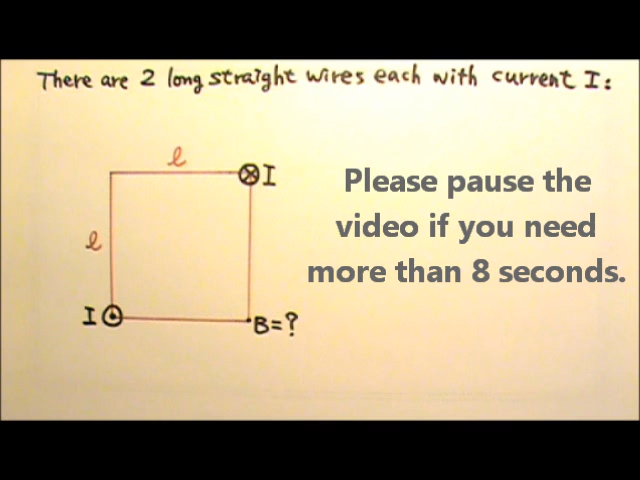 There are 2 long straight wires each with current I:
l
I
Please pause the
video if you need
more than 8 seconds.
l
I
B=?